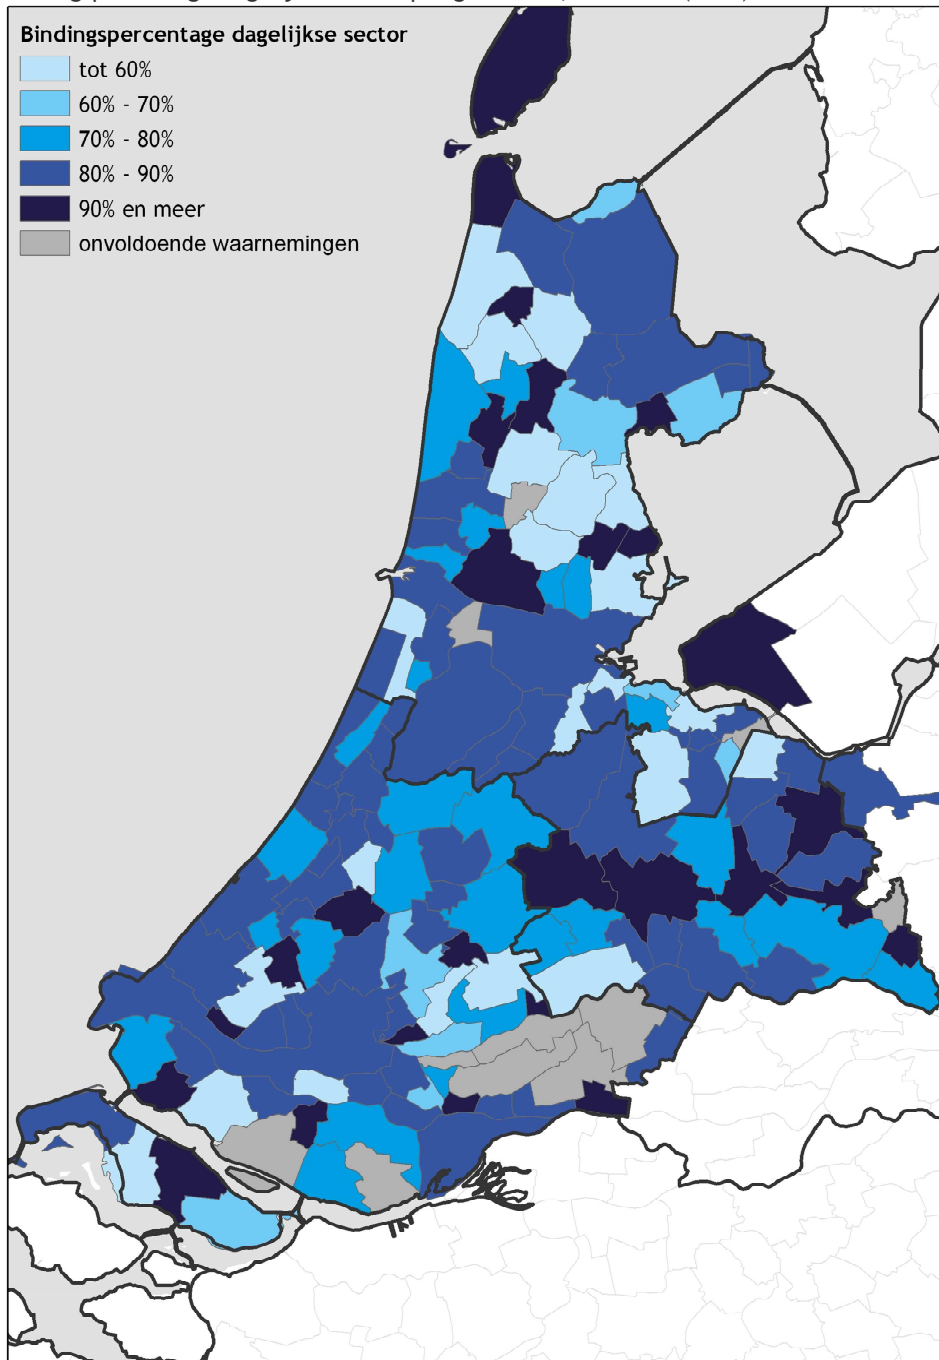 Bindingspercentage dagelijkse sector
tot 60%
60% - 70%
70% - 80%
80% - 90%
90% en meer
onvoldoende waarnemingen